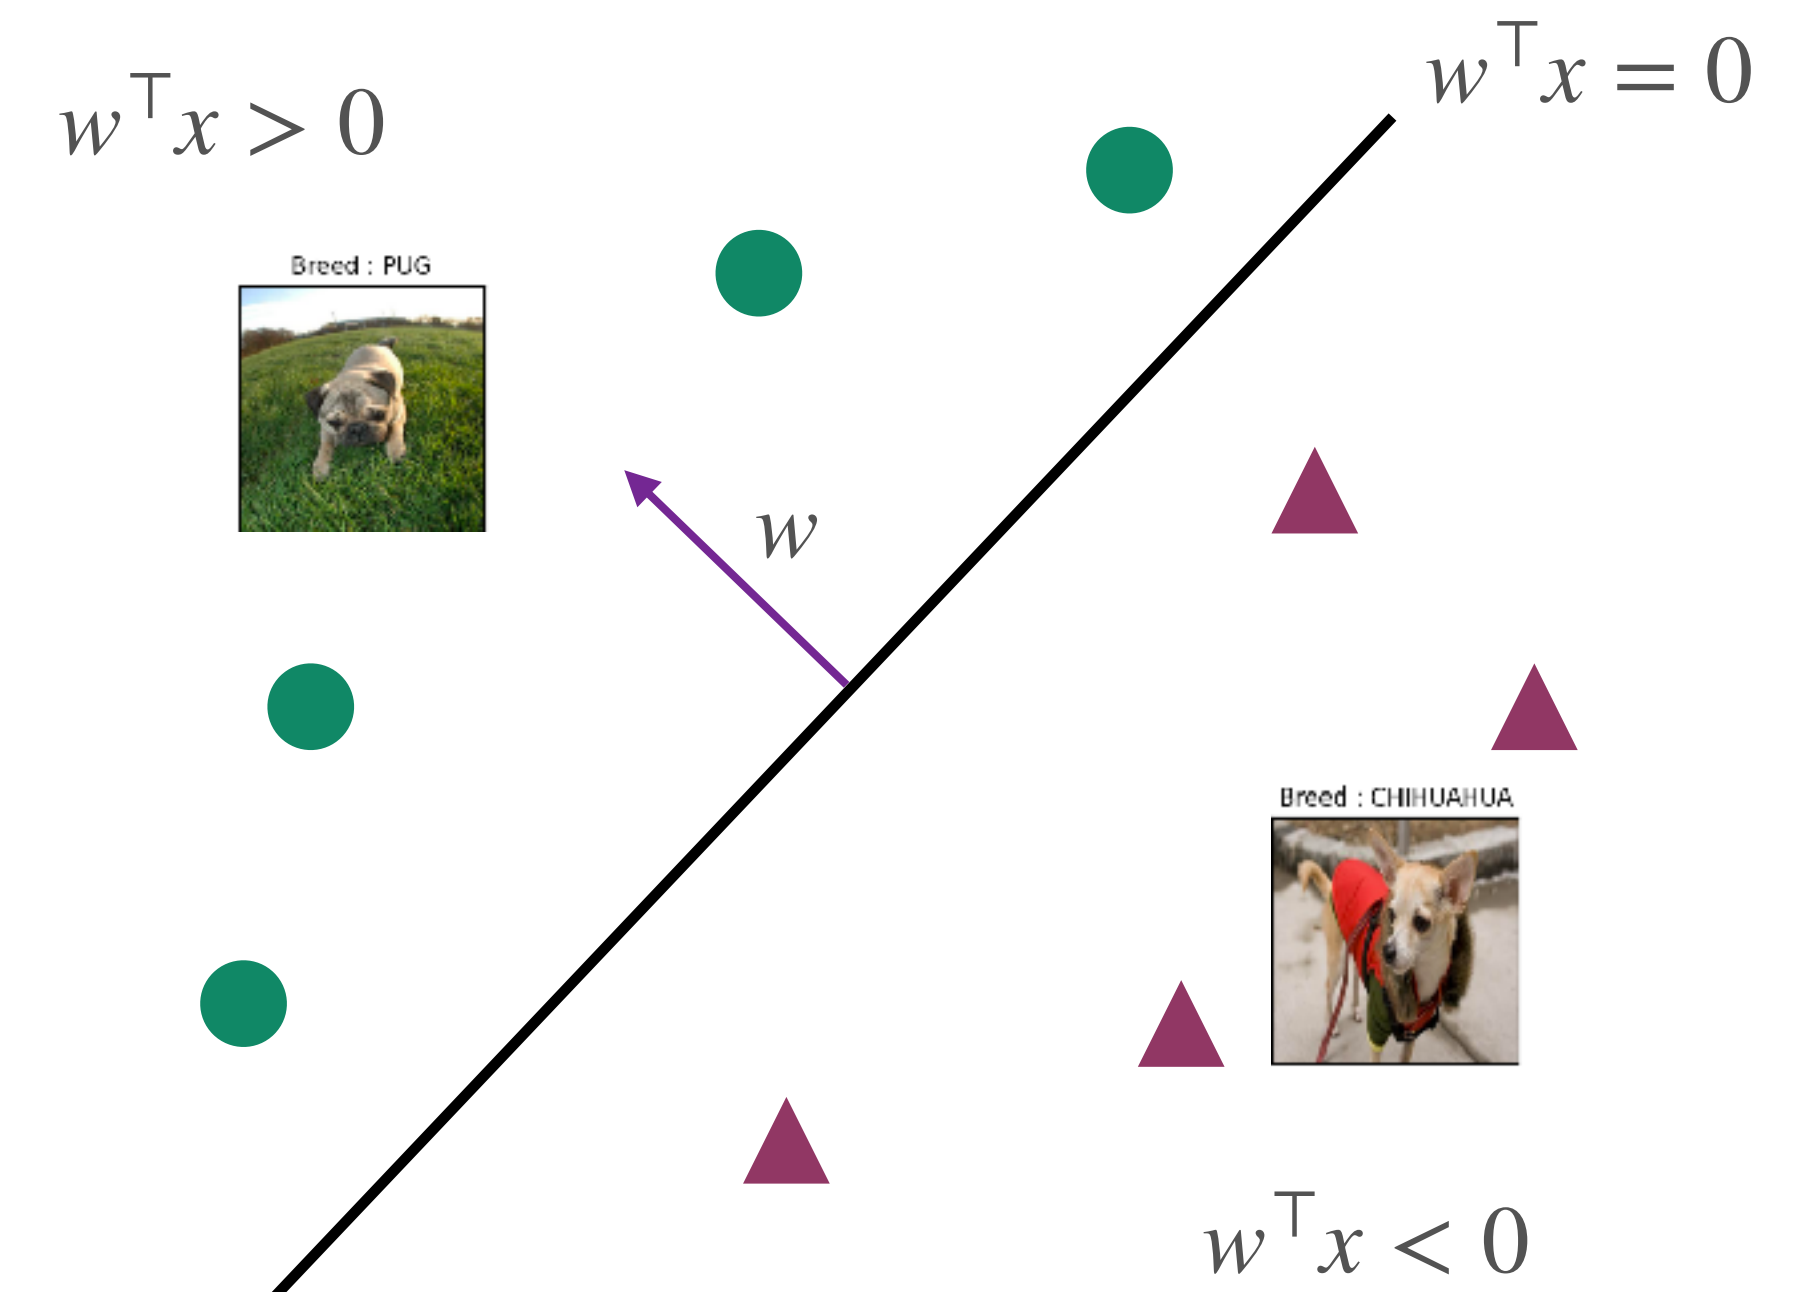 w⊤x = 0
w⊤x > 0
Breed : PUG
w
Breed : CHIHUAHUA
w⊤x < 0